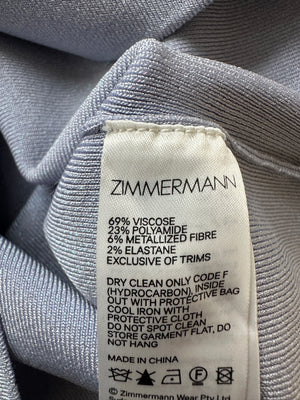 ZIMMERMANN
69% VISCOSE
23% POLYAMIDE
6% METALLIZED FIBRE
2% ELASTANE
EXCLUSIVE OF TRIMS
DRY CLEAN ONLY CODE F
(HYDROCARBON), INSIDE
OUT WITH PROTECTIVE BAG
COOL IRON WITH
PROTECTIVE CLOTH
DO NOT SPOT CLEAN
STORE GARMENT FLAT, DO
NOT HANG
MADE IN CHINA
© Zimmermann Wear Pty Ltd